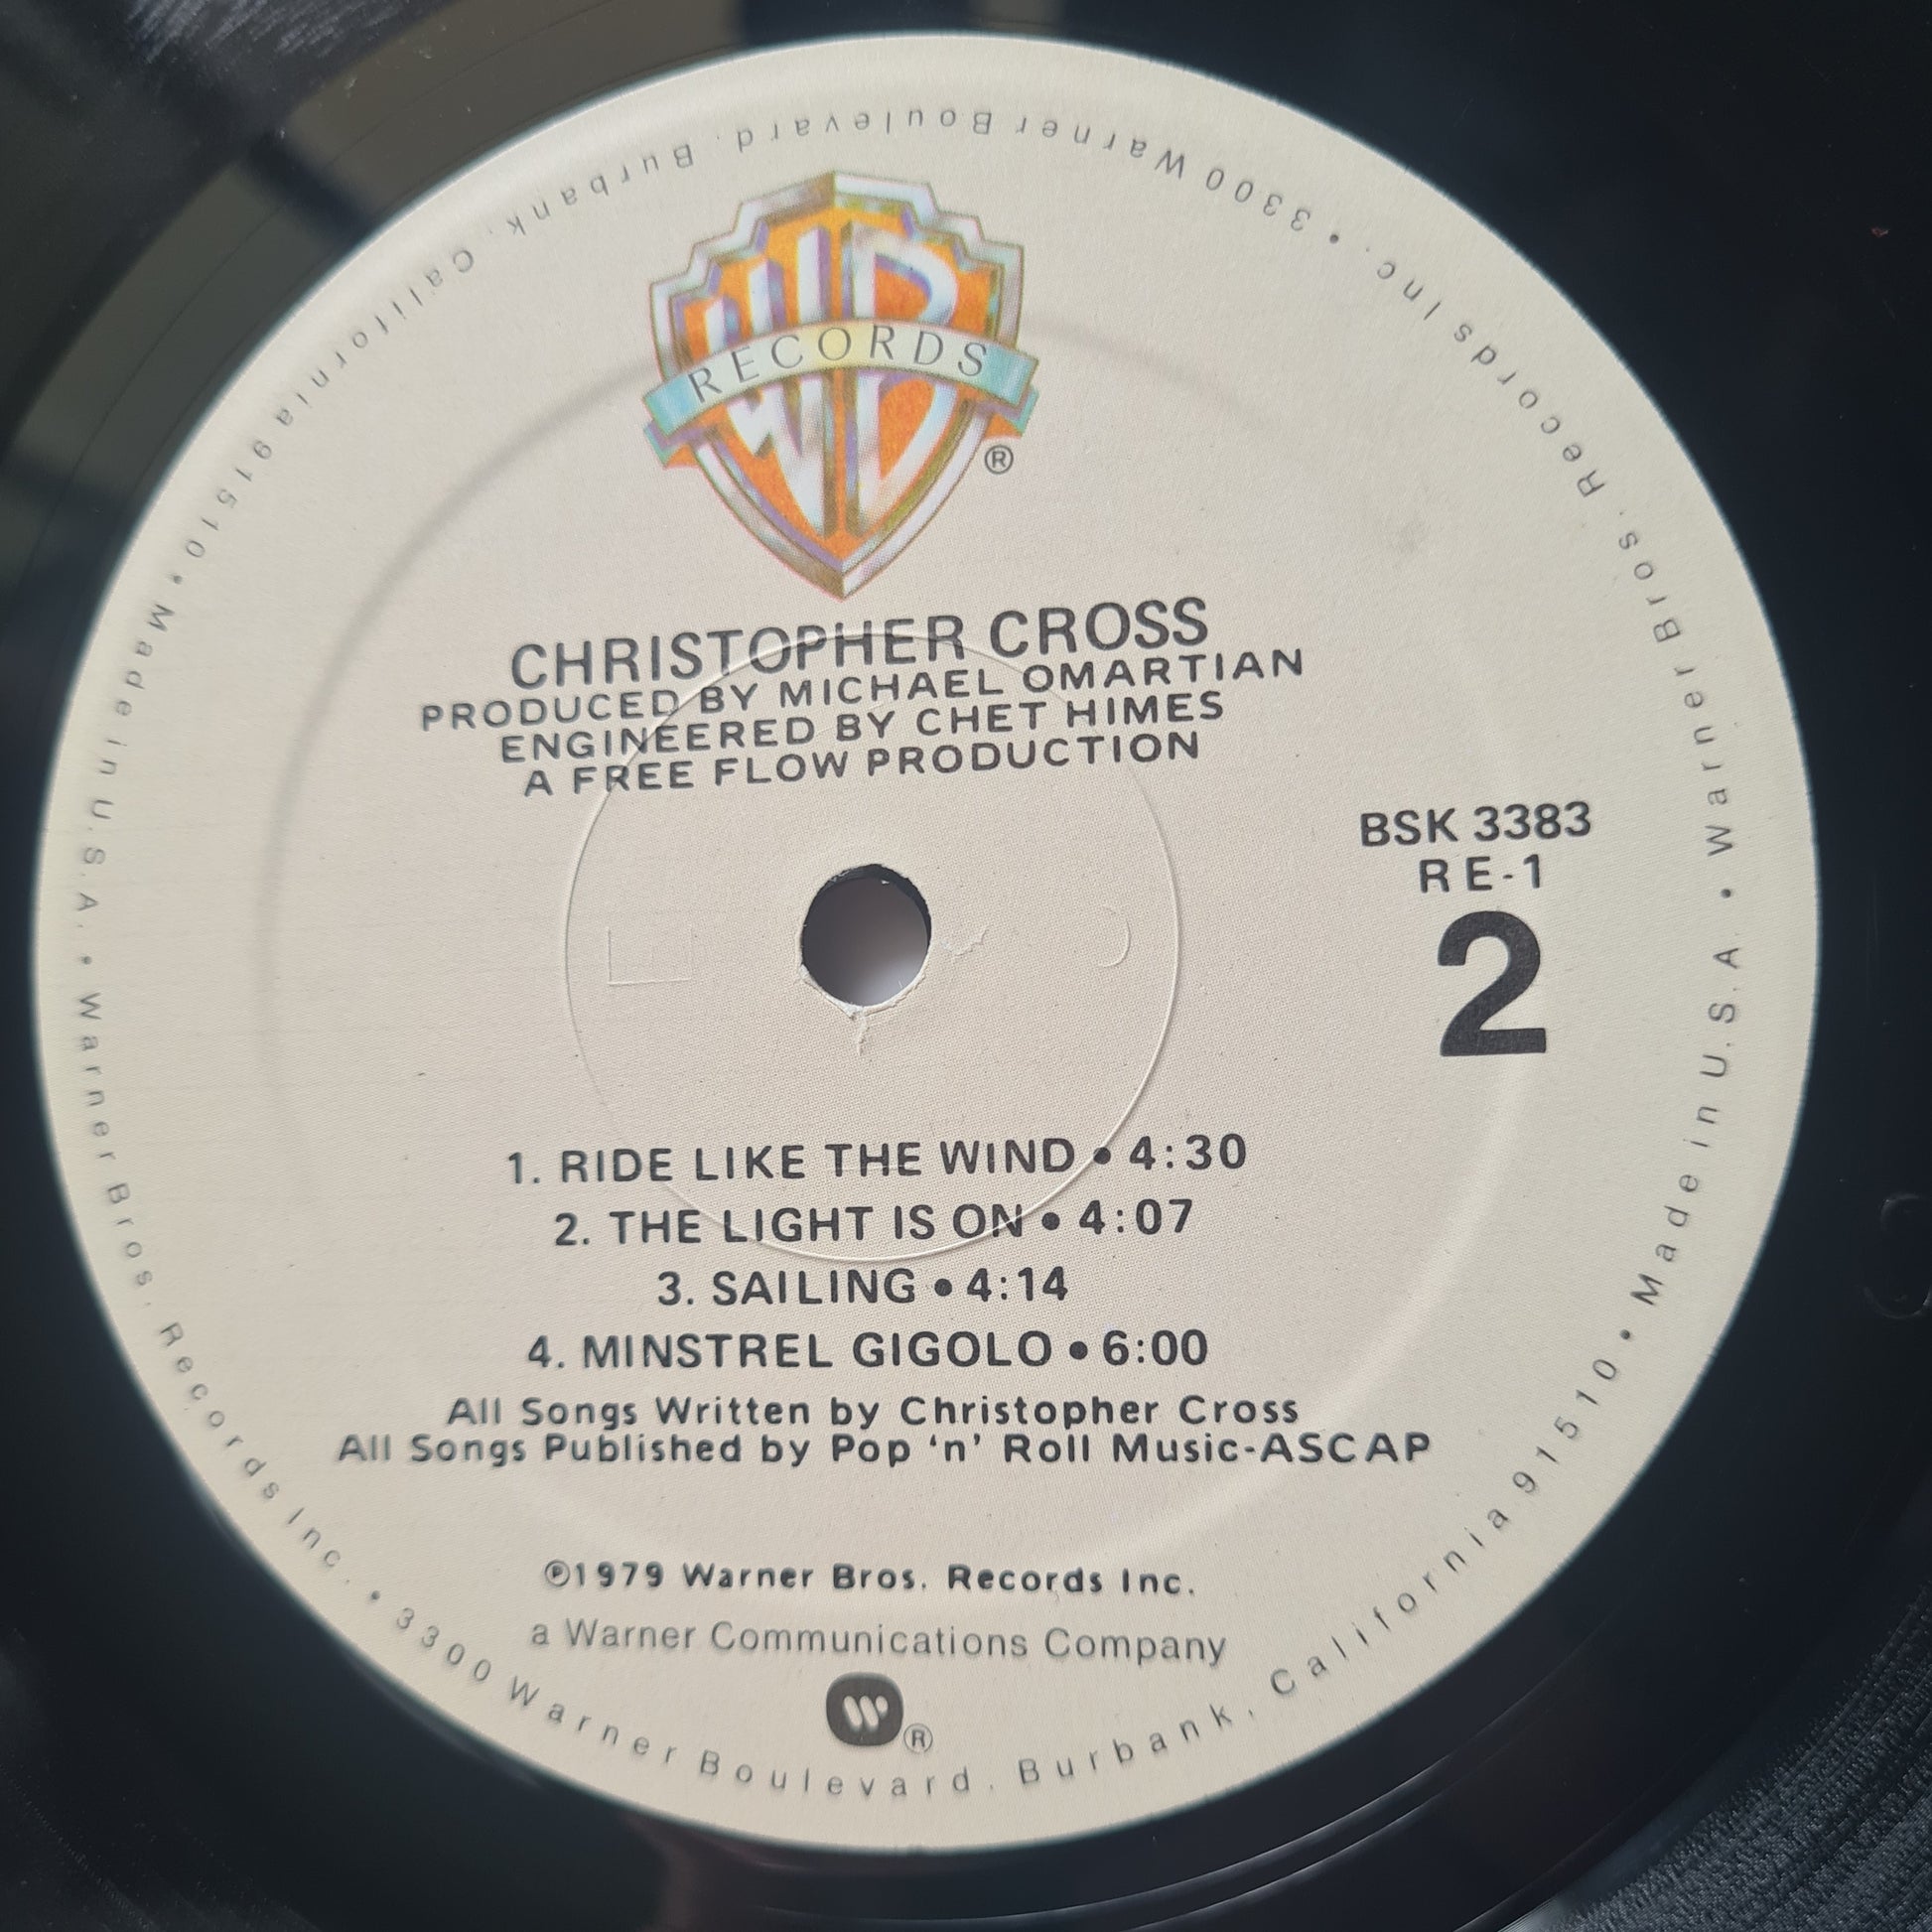 WB
RECORDS
®
CHRISTOPHER CROSS
PRODUCED BY MICHAEL OMARTIAN
ENGINEERED BY CHET HIMES
A FREE FLOW PRODUCTION
BSK 3383
RE-1
2
1. RIDE LIKE THE WIND • 4:30
2. THE LIGHT IS ON • 4:07
3. SAILING • 4:14
4. MINSTREL GIGOLO • 6:00
All Songs Written by Christopher Cross
All Songs Published by Pop ‘n’ Roll Music-ASCAP
℗1979 Warner Bros. Records Inc.
a Warner Communications Company
W®
Warner Bros. Records Inc. • 3300 Warner Boulevard, Burbank, California 91510 • Made in U.S.A. •
Warner Bros. Records Inc. • 3300 Warner Boulevard, Burbank, California 91510 • Made in U.S.A. •